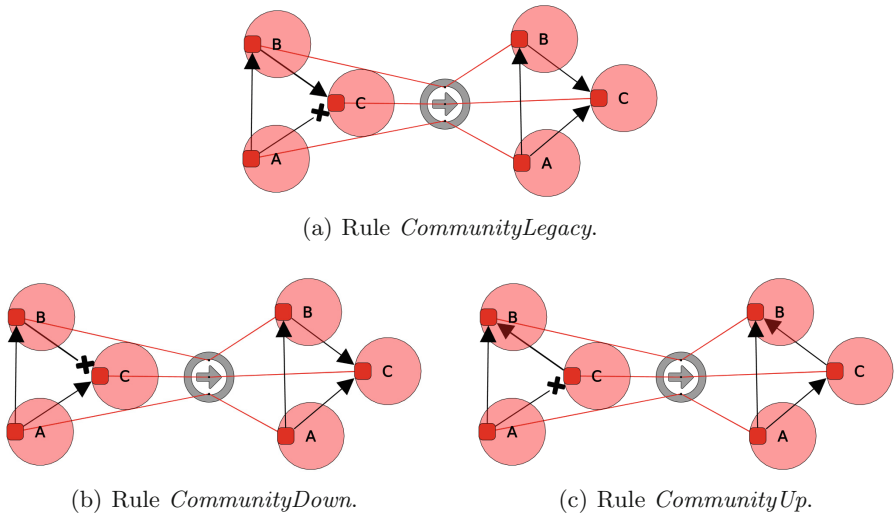 B B
C C
A A
(a) Rule CommunityLegacy.
B B B B
C C C C
A A A A
(b) Rule CommunityDown. (c) Rule CommunityUp.